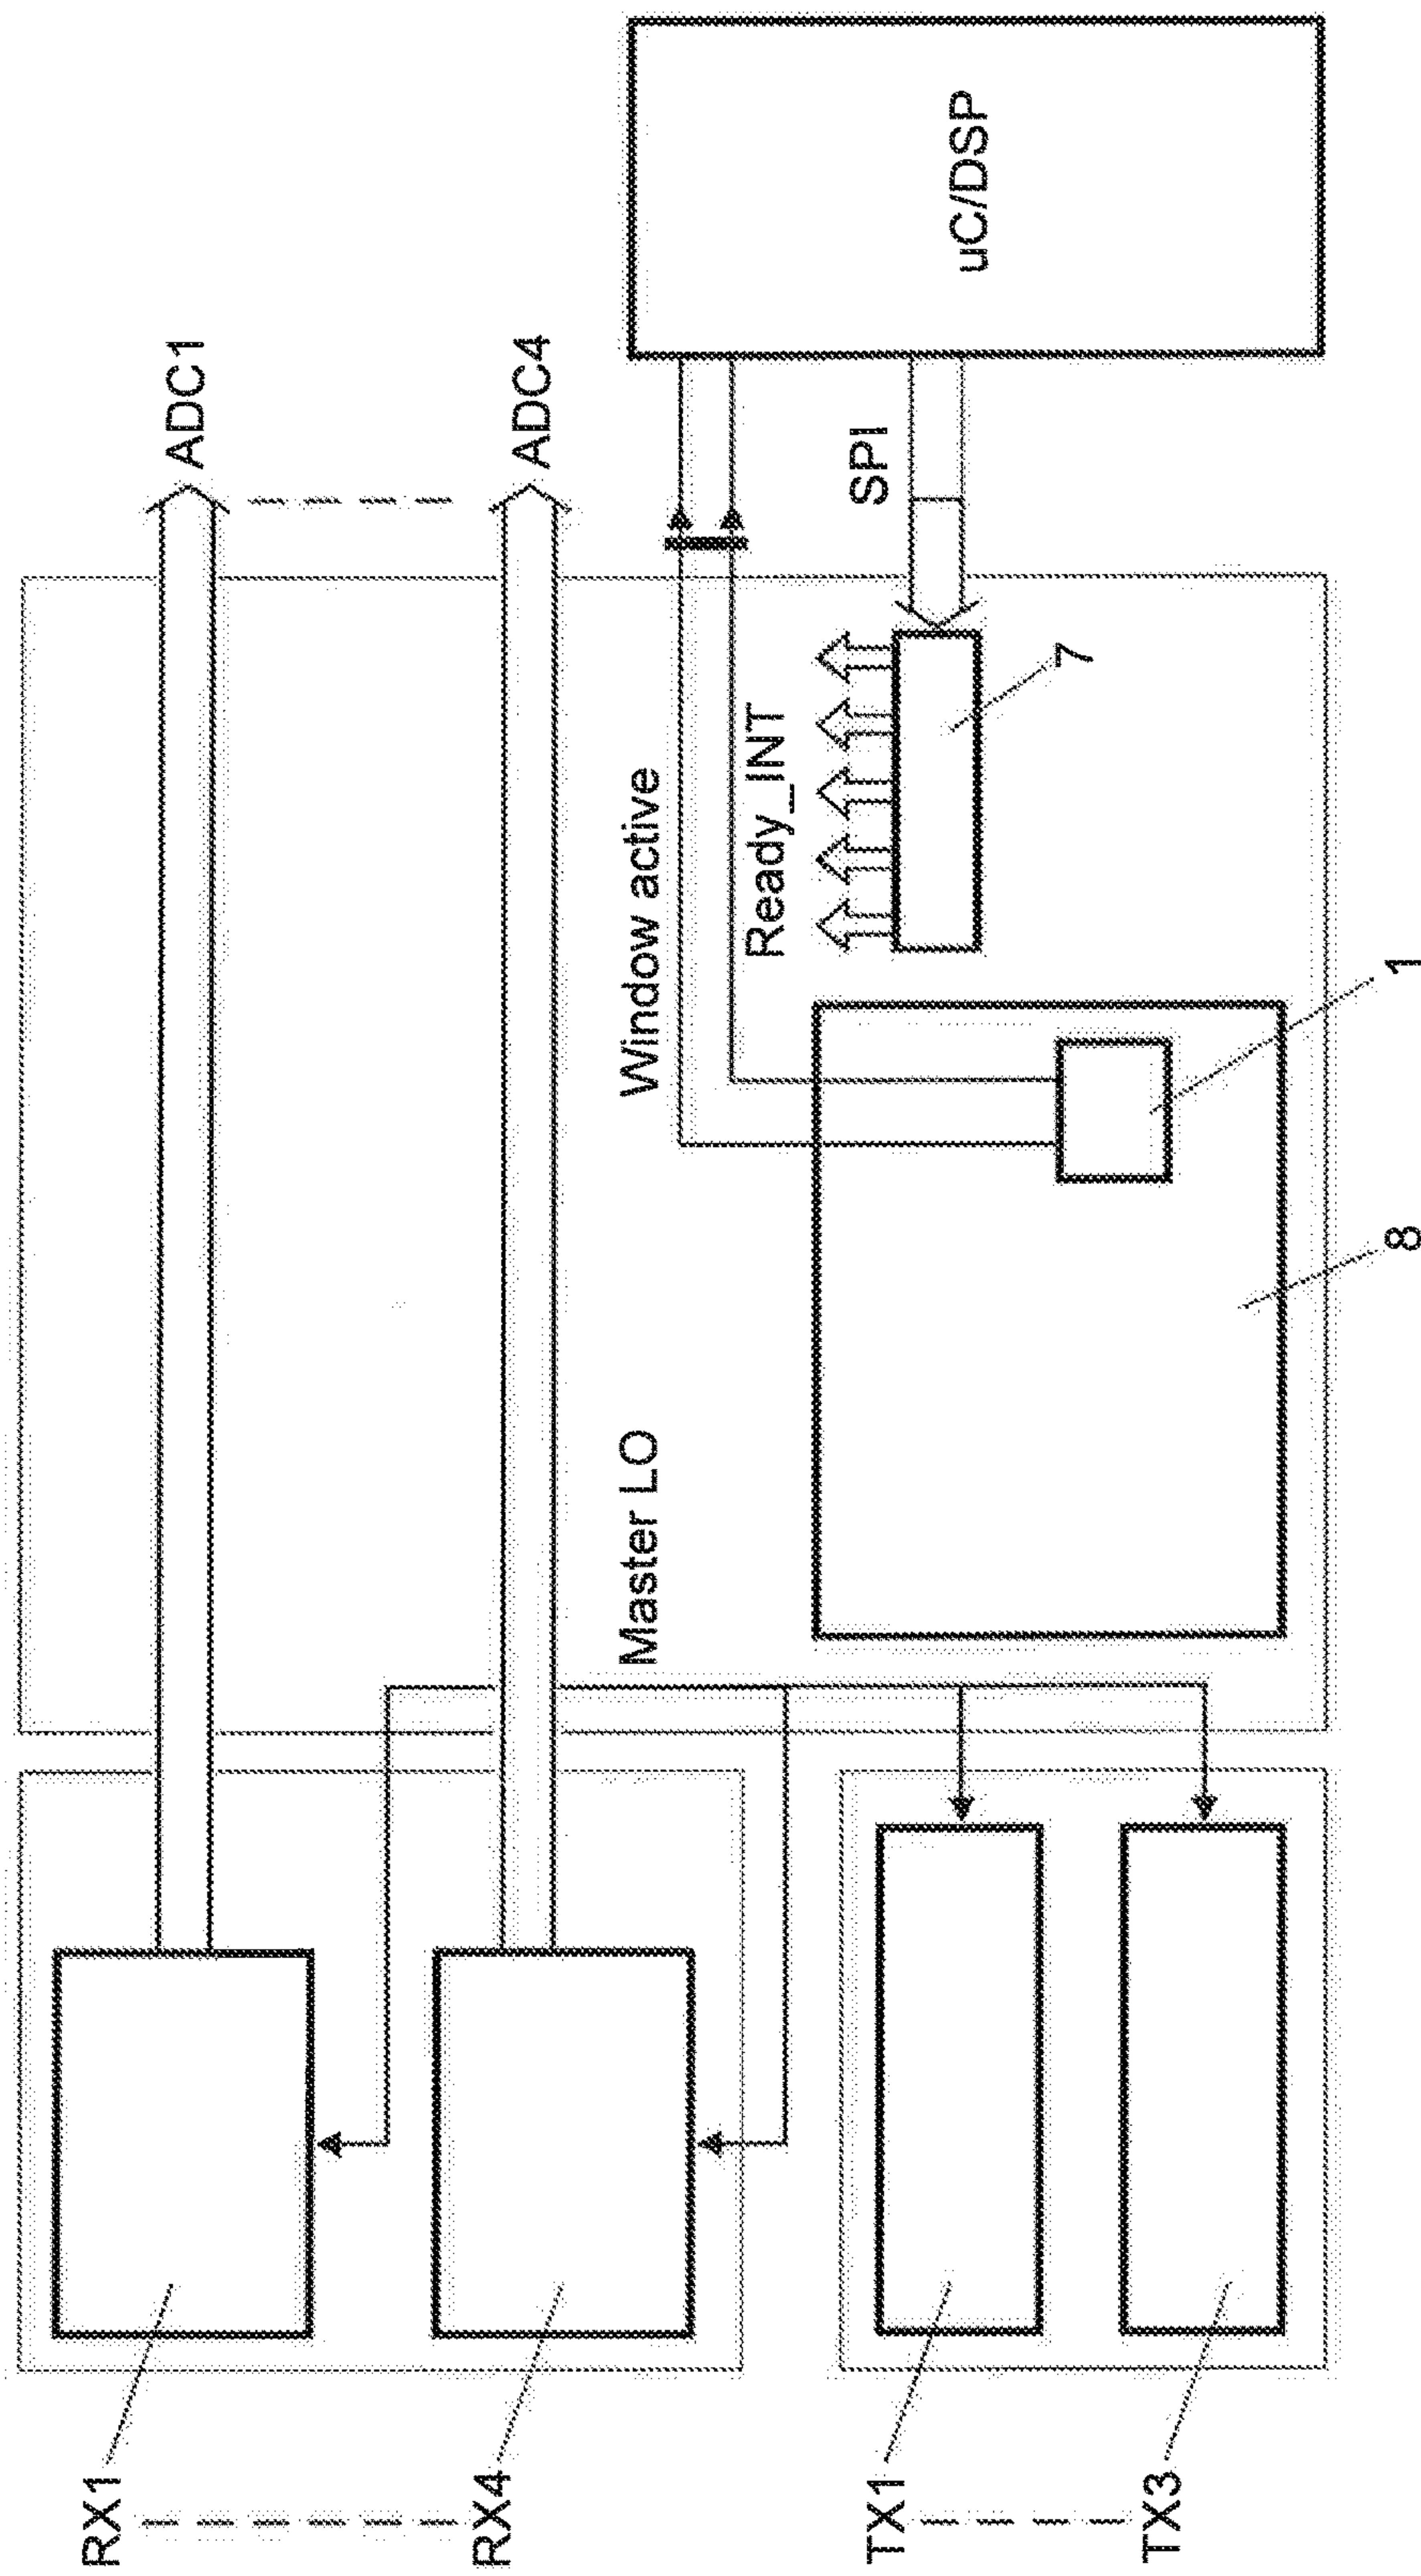 RX1
RX4
TX1
TX3
ADC1
ADC4
Master LO
Window active
Ready_INT
SPI
uC/DSP
7
1
8